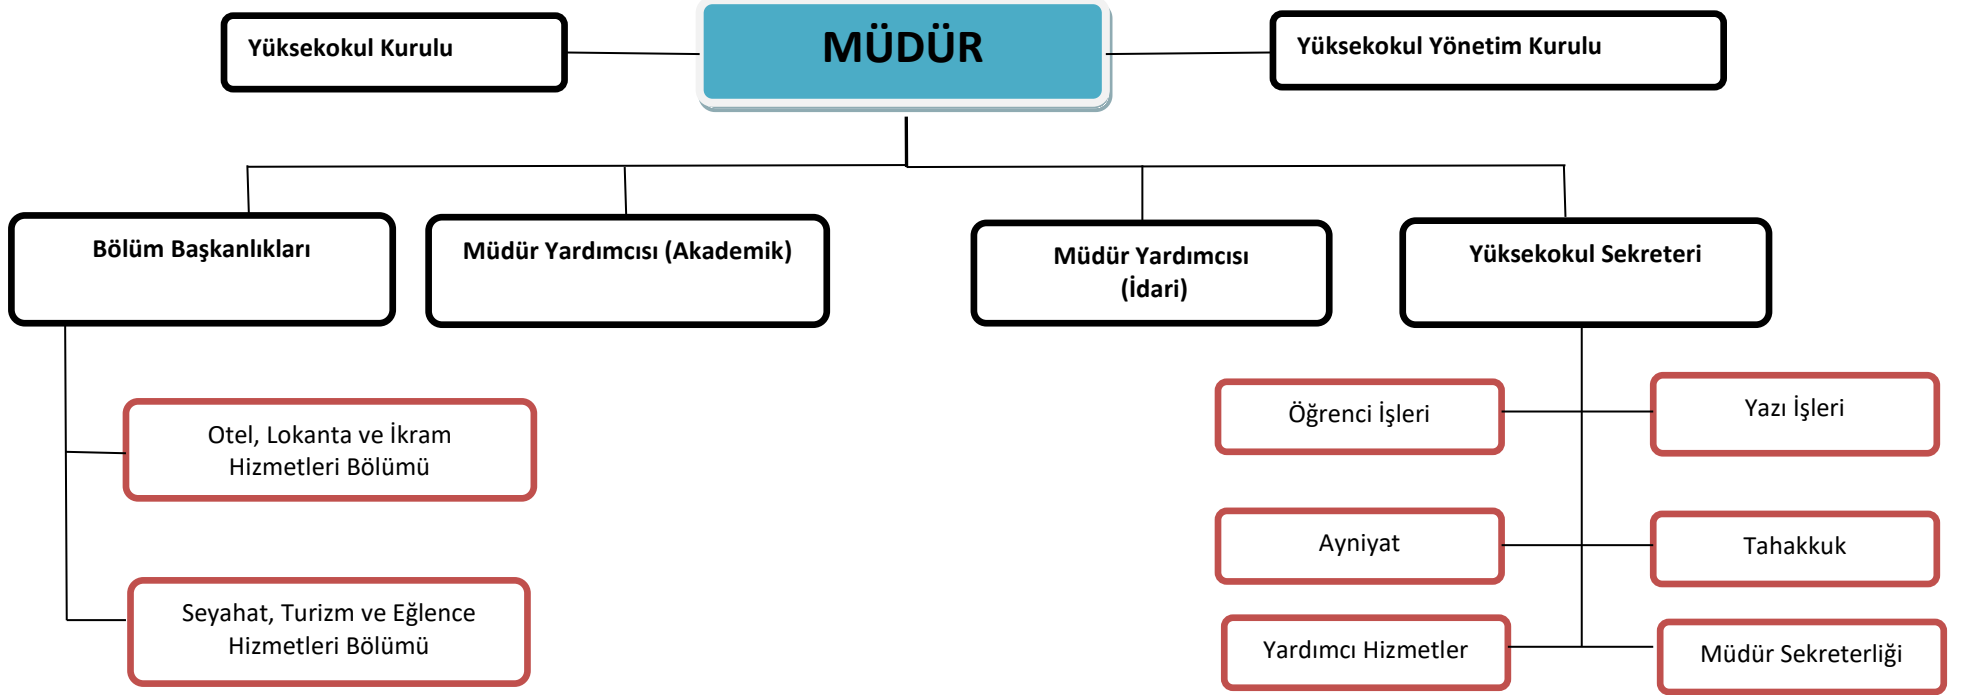 Yüksekokul Kurulu
MÜDÜR
Yüksekokul Yönetim Kurulu
Bölüm Başkanlıkları
Müdür Yardımcısı (Akademik)
Müdür Yardımcısı
(İdari)
Yüksekokul Sekreteri
Otel, Lokanta ve İkram
Hizmetleri Bölümü
Seyahat, Turizm ve Eğlence
Hizmetleri Bölümü
Öğrenci İşleri
Yazı İşleri
Ayniyat
Tahakkuk
Yardımcı Hizmetler
Müdür Sekreterliği